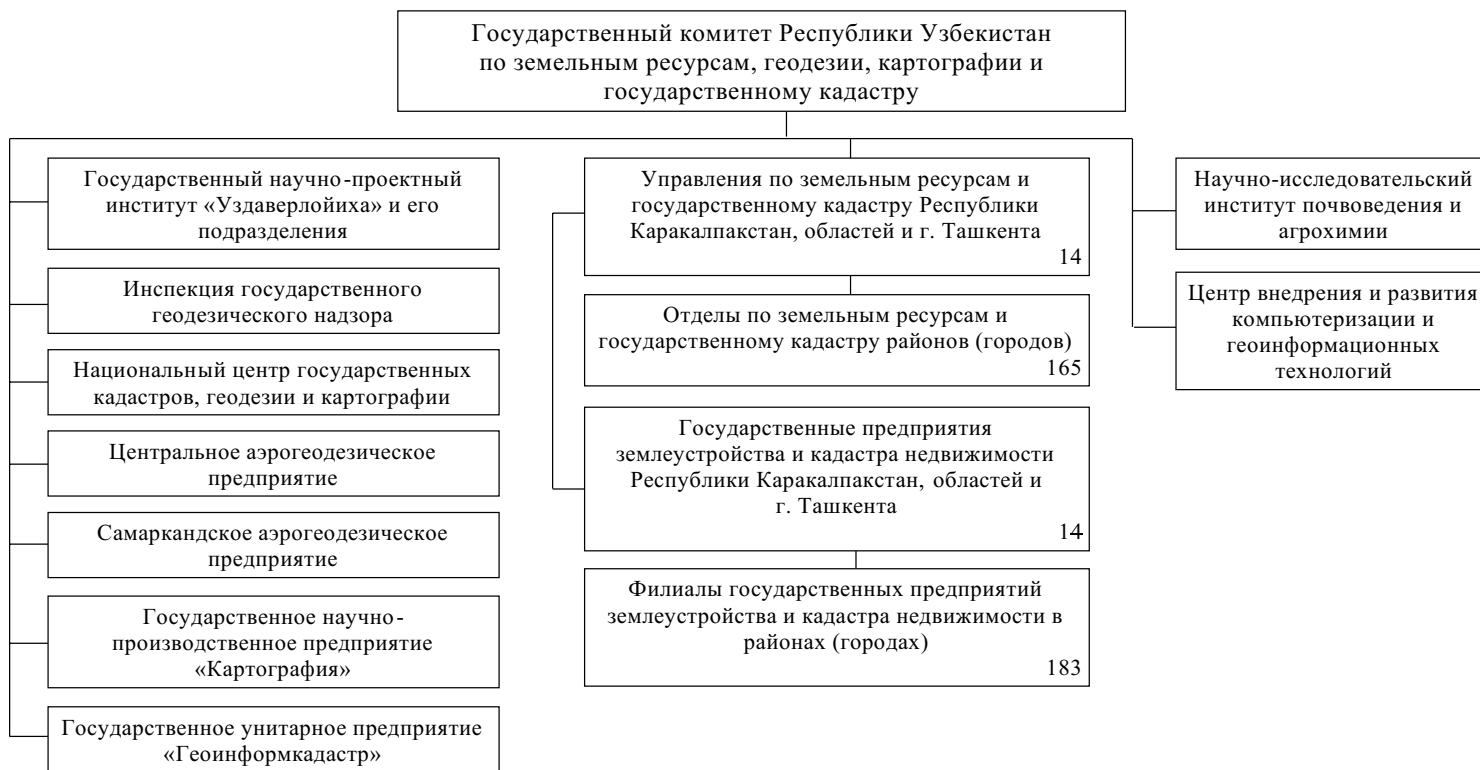 Государственный комитет Республики Узбекистан
по земельным ресурсам, геодезии, картографии и
государственному кадастру
Государственный научно-проектный
институт «Уздаверлойиха» и его
подразделения
Инспекция государственного
геодезического надзора
Национальный центр государственных
кадастров, геодезии и картографии
Центральное аэрогеодезическое
предприятие
Самаркандское аэрогеодезическое
предприятие
Государственное научно-
производственное предприятие
«Картография»
Государственное унитарное предприятие
«Геоинформкадастр»
Управления по земельным ресурсам и
государственному кадастру Республики
Каракалпакстан, областей и г. Ташкента
14
Отделы по земельным ресурсам и
государственному кадастру районов (городов)
165
Государственные предприятия
землеустройства и кадастра недвижимости
Республики Каракалпакстан, областей и
г. Ташкента
14
Филиалы государственных предприятий
землеустройства и кадастра недвижимости в
районах (городах)
183
Научно-исследовательский
институт почвоведения и
агрохимии
Центр внедрения и развития
компьютеризации и
геоинформационных
технологий